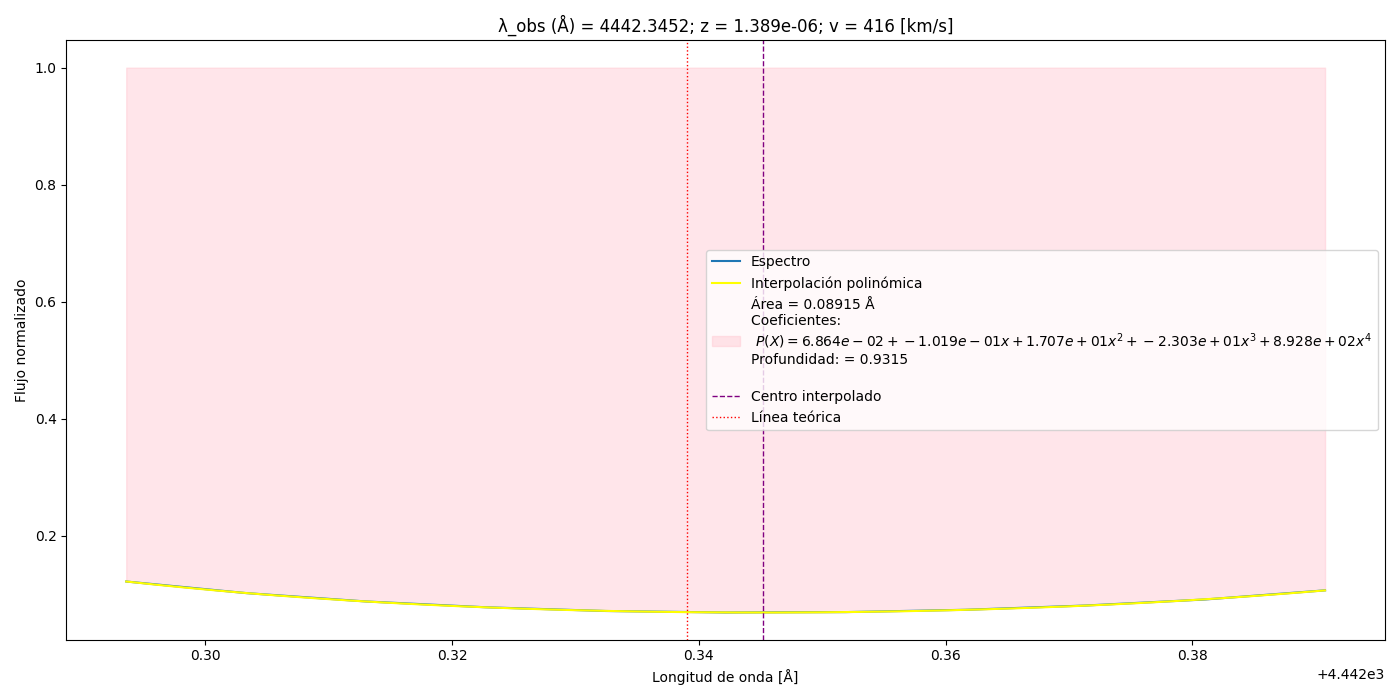 λ_obs (Å) = 4442.3452; z = 1.389e-06; v = 416 [km/s]
1.0
0.8
0.6
0.4
0.2
Flujo normalizado
Espectro
Interpolación polinómica
Área = 0.08915 Å
Coeficientes:
P(X) = 6.864e − 02 + −1.019e − 01x + 1.707e + 01x² + −2.303e + 01x³ + 8.928e + 02x⁴
Profundidad: = 0.9315
Centro interpolado
Línea teórica
0.30 0.32 0.34 0.36 0.38
+4.442e3
Longitud de onda [Å]